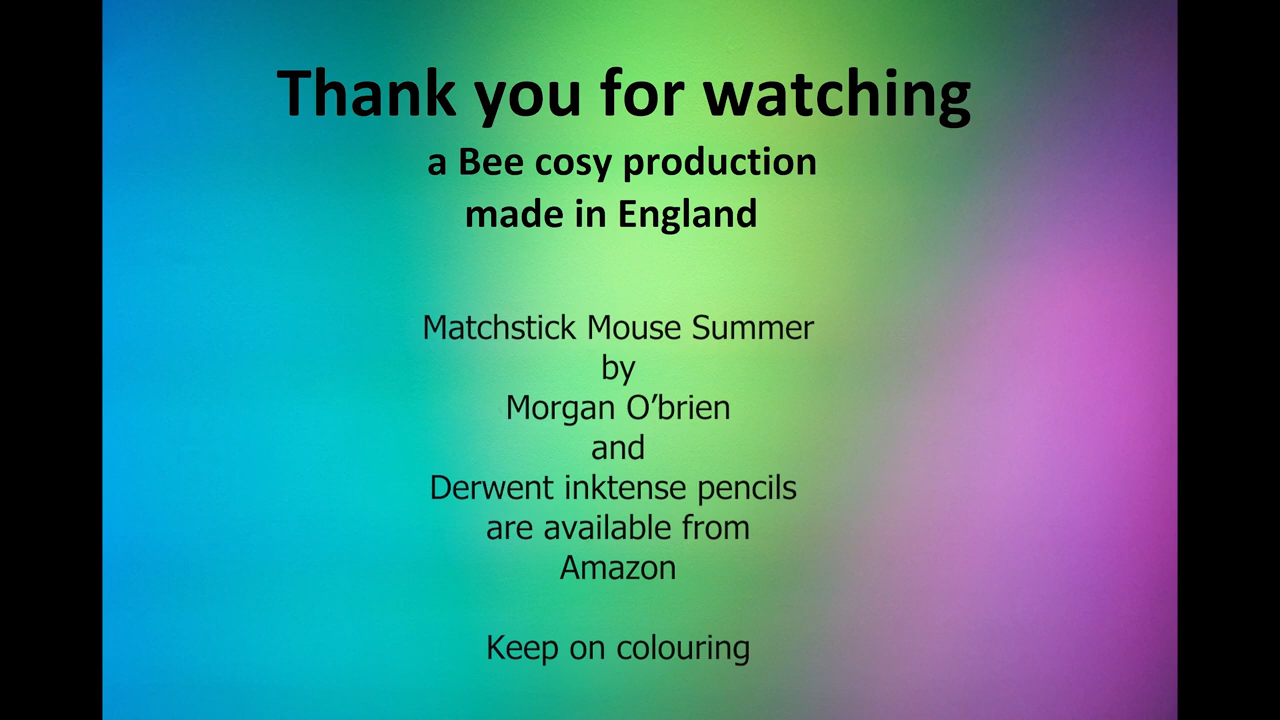 Thank you for watching
a Bee cosy production
made in England
Matchstick Mouse Summer
by
Morgan O’brien
and
Derwent inktense pencils
are available from
Amazon
Keep on colouring